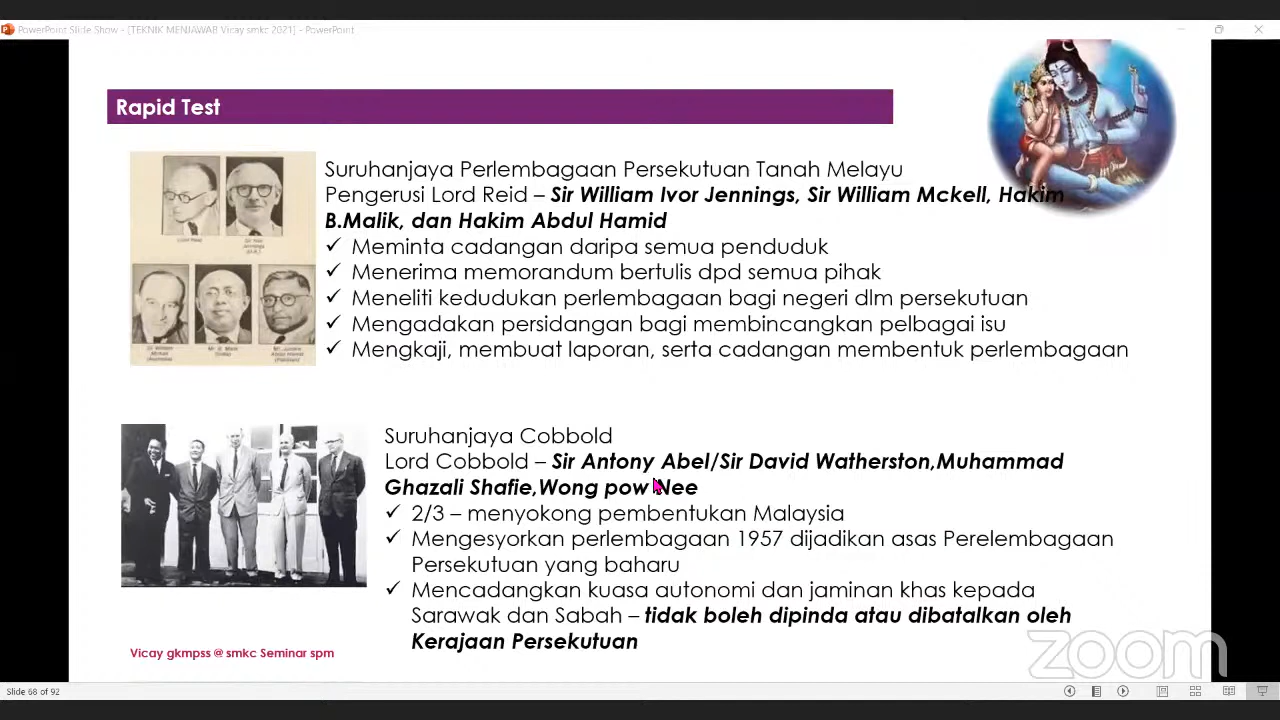 PowerPoint Slide Show - [TEKNIK MENJAWAB Vicay smkc 2021] - PowerPoint
Rapid Test
Suruhanjaya Perlembagaan Persekutuan Tanah Melayu
Pengerusi Lord Reid – Sir William Ivor Jennings, Sir William Mckell, Hakim
B.Malik, dan Hakim Abdul Hamid
✓ Meminta cadangan daripa semua penduduk
✓ Menerima memorandum bertulis dpd semua pihak
✓ Meneliti kedudukan perlembagaan bagi negeri dlm persekutuan
✓ Mengadakan persidangan bagi membincangkan pelbagai isu
✓ Mengkaji, membuat laporan, serta cadangan membentuk perlembagaan
Suruhanjaya Cobbold
Lord Cobbold – Sir Antony Abel/Sir David Watherston,Muhammad
Ghazali Shafie,Wong pow Nee
✓ 2/3 – menyokong pembentukan Malaysia
✓ Mengesyorkan perlembagaan 1957 dijadikan asas Perelembagaan
Persekutuan yang baharu
✓ Mencadangkan kuasa autonomi dan jaminan khas kepada
Sarawak dan Sabah – tidak boleh dipinda atau dibatalkan oleh
Kerajaan Persekutuan
Vicay gkmpss @ smkc Seminar spm
zoom
Slide 68 of 92